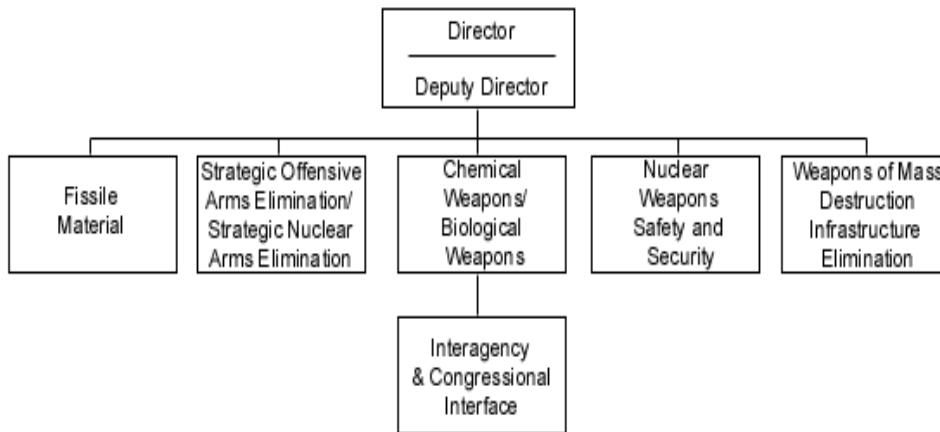 Director
Deputy Director
Fissile
Material
Strategic Offensive
Arms Elimination/
Strategic Nuclear
Arms Elimination
Chemical
Weapons/
Biological
Weapons
Nuclear
Weapons
Safety and
Security
Weapons of Mass
Destruction
Infrastructure
Elimination
Interagency
& Congressional
Interface